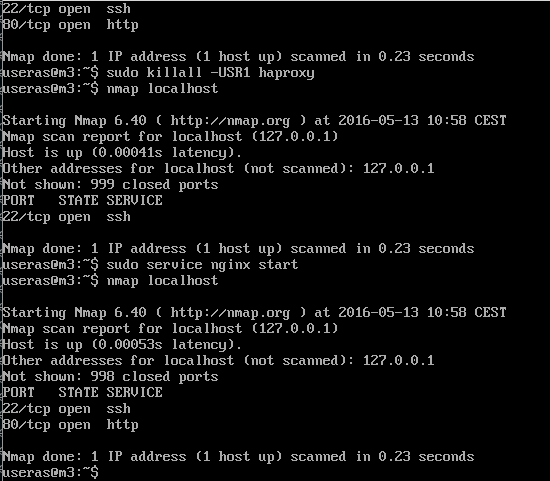 22/tcp open  ssh
80/tcp open  http

Nmap done: 1 IP address (1 host up) scanned in 0.23 seconds
useras@m3:~$ sudo killall -USR1 haproxy
useras@m3:~$ nmap localhost

Starting Nmap 6.40 ( http://nmap.org ) at 2016-05-13 10:58 CEST
Nmap scan report for localhost (127.0.0.1)
Host is up (0.00041s latency).
Other addresses for localhost (not scanned): 127.0.0.1
Not shown: 999 closed ports
PORT   STATE SERVICE
22/tcp open  ssh

Nmap done: 1 IP address (1 host up) scanned in 0.23 seconds
useras@m3:~$ sudo service nginx start
useras@m3:~$ nmap localhost

Starting Nmap 6.40 ( http://nmap.org ) at 2016-05-13 10:58 CEST
Nmap scan report for localhost (127.0.0.1)
Host is up (0.00053s latency).
Other addresses for localhost (not scanned): 127.0.0.1
Not shown: 998 closed ports
PORT   STATE SERVICE
22/tcp open  ssh
80/tcp open  http

Nmap done: 1 IP address (1 host up) scanned in 0.23 seconds
useras@m3:~$